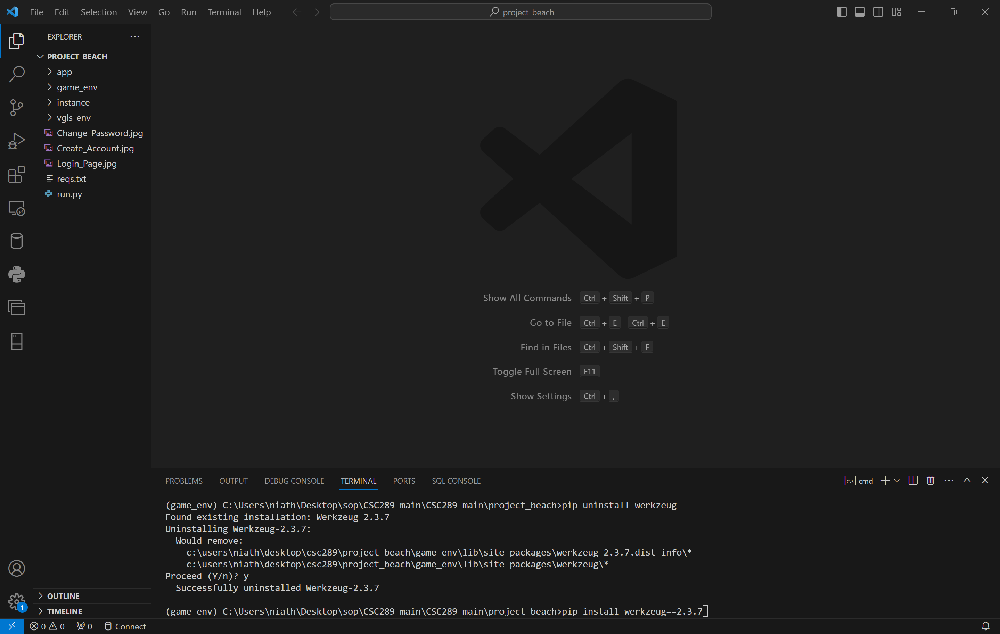 File Edit Selection View Go Run Terminal Help
project_beach
EXPLORER
PROJECT_BEACH
app
game_env
instance
vgls_env
Change_Password.jpg
Create_Account.jpg
Login_Page.jpg
reqs.txt
run.py
Show All Commands Ctrl + Shift + P
Go to File Ctrl + E Ctrl + E
Find in Files Ctrl + Shift + F
Toggle Full Screen F11
Show Settings Ctrl + ,
PROBLEMS OUTPUT DEBUG CONSOLE TERMINAL PORTS SQL CONSOLE
cmd
(game_env) C:\Users\niath\Desktop\sop\CSC289-main\CSC289-main\project_beach>pip uninstall werkzeug
Found existing installation: Werkzeug 2.3.7
Uninstalling Werkzeug-2.3.7:
Would remove:
c:\users\niath\desktop\csc289\project_beach\game_env\lib\site-packages\werkzeug-2.3.7.dist-info\*
c:\users\niath\desktop\csc289\project_beach\game_env\lib\site-packages\werkzeug\*
Proceed (Y/n)? y
Successfully uninstalled Werkzeug-2.3.7
(game_env) C:\Users\niath\Desktop\sop\CSC289-main\CSC289-main\project_beach>pip install werkzeug==2.3.7
OUTLINE
TIMELINE
1
0 0 0 Connect